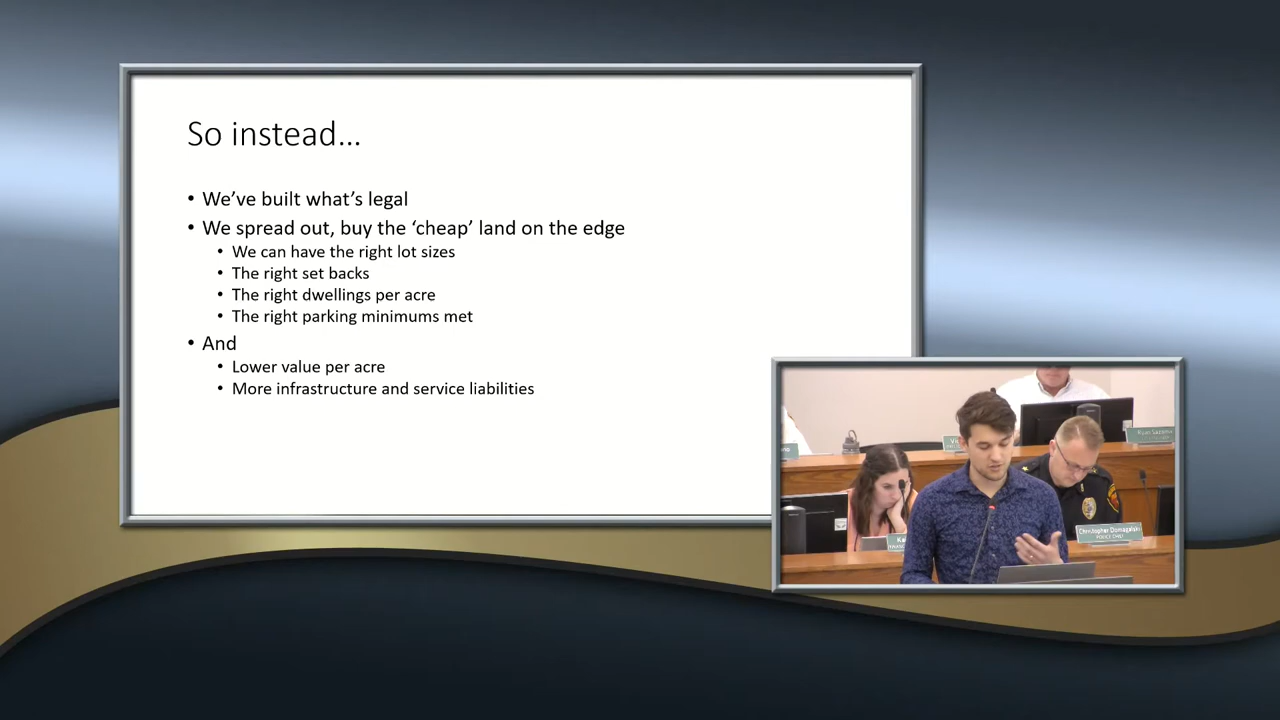 So instead...
• We've built what's legal
• We spread out, buy the 'cheap' land on the edge
• We can have the right lot sizes
• The right set backs
• The right dwellings per acre
• The right parking minimums met
• And
• Lower value per acre
• More infrastructure and service liabilities
Christopher Domagalski
POLICE CHIEF